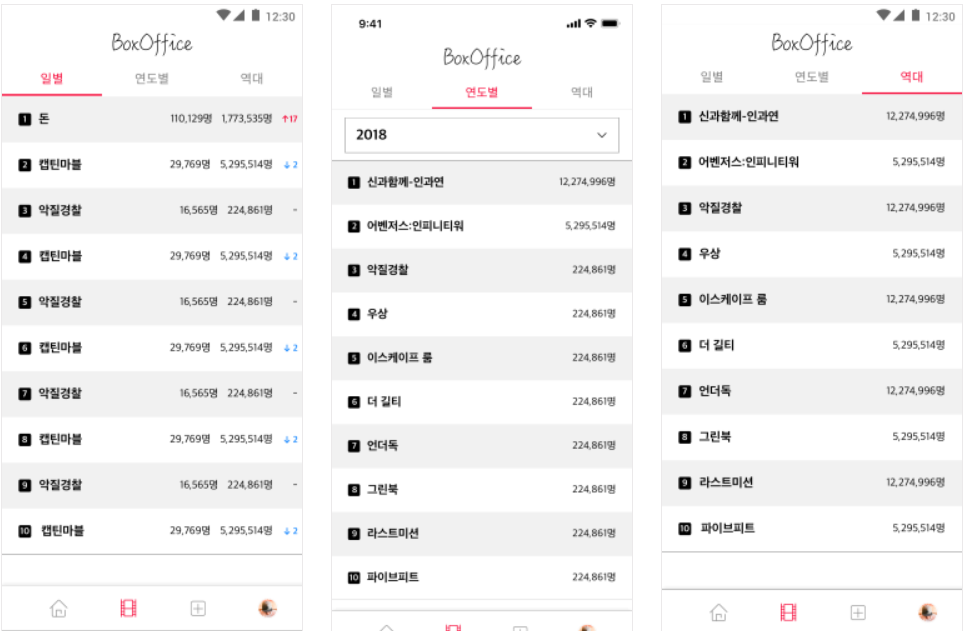 12:30
BoxOffice
일별 연도별 역대
1 돈 110,129명 1,773,535명 ↑17
2 캡틴마블 29,769명 5,295,514명 ↓2
3 악질경찰 16,565명 224,861명 -
4 캡틴마블 29,769명 5,295,514명 ↓2
5 악질경찰 16,565명 224,861명 -
6 캡틴마블 29,769명 5,295,514명 ↓2
7 악질경찰 16,565명 224,861명 -
8 캡틴마블 29,769명 5,295,514명 ↓2
9 악질경찰 16,565명 224,861명 -
10 캡틴마블 29,769명 5,295,514명 ↓2
9:41
BoxOffice
일별 연도별 역대
2018
1 신과함께-인과연 12,274,996명
2 어벤저스:인피니티워 5,295,514명
3 악질경찰 224,861명
4 우상 224,861명
5 이스케이프 룸 224,861명
6 더 길티 224,861명
7 언더독 224,861명
8 그린북 224,861명
9 라스트미션 224,861명
10 파이브피트 224,861명
12:30
BoxOffice
일별 연도별 역대
1 신과함께-인과연 12,274,996명
2 어벤저스:인피니티워 5,295,514명
3 악질경찰 12,274,996명
4 우상 5,295,514명
5 이스케이프 룸 12,274,996명
6 더 길티 5,295,514명
7 언더독 12,274,996명
8 그린북 5,295,514명
9 라스트미션 12,274,996명
10 파이브피트 5,295,514명